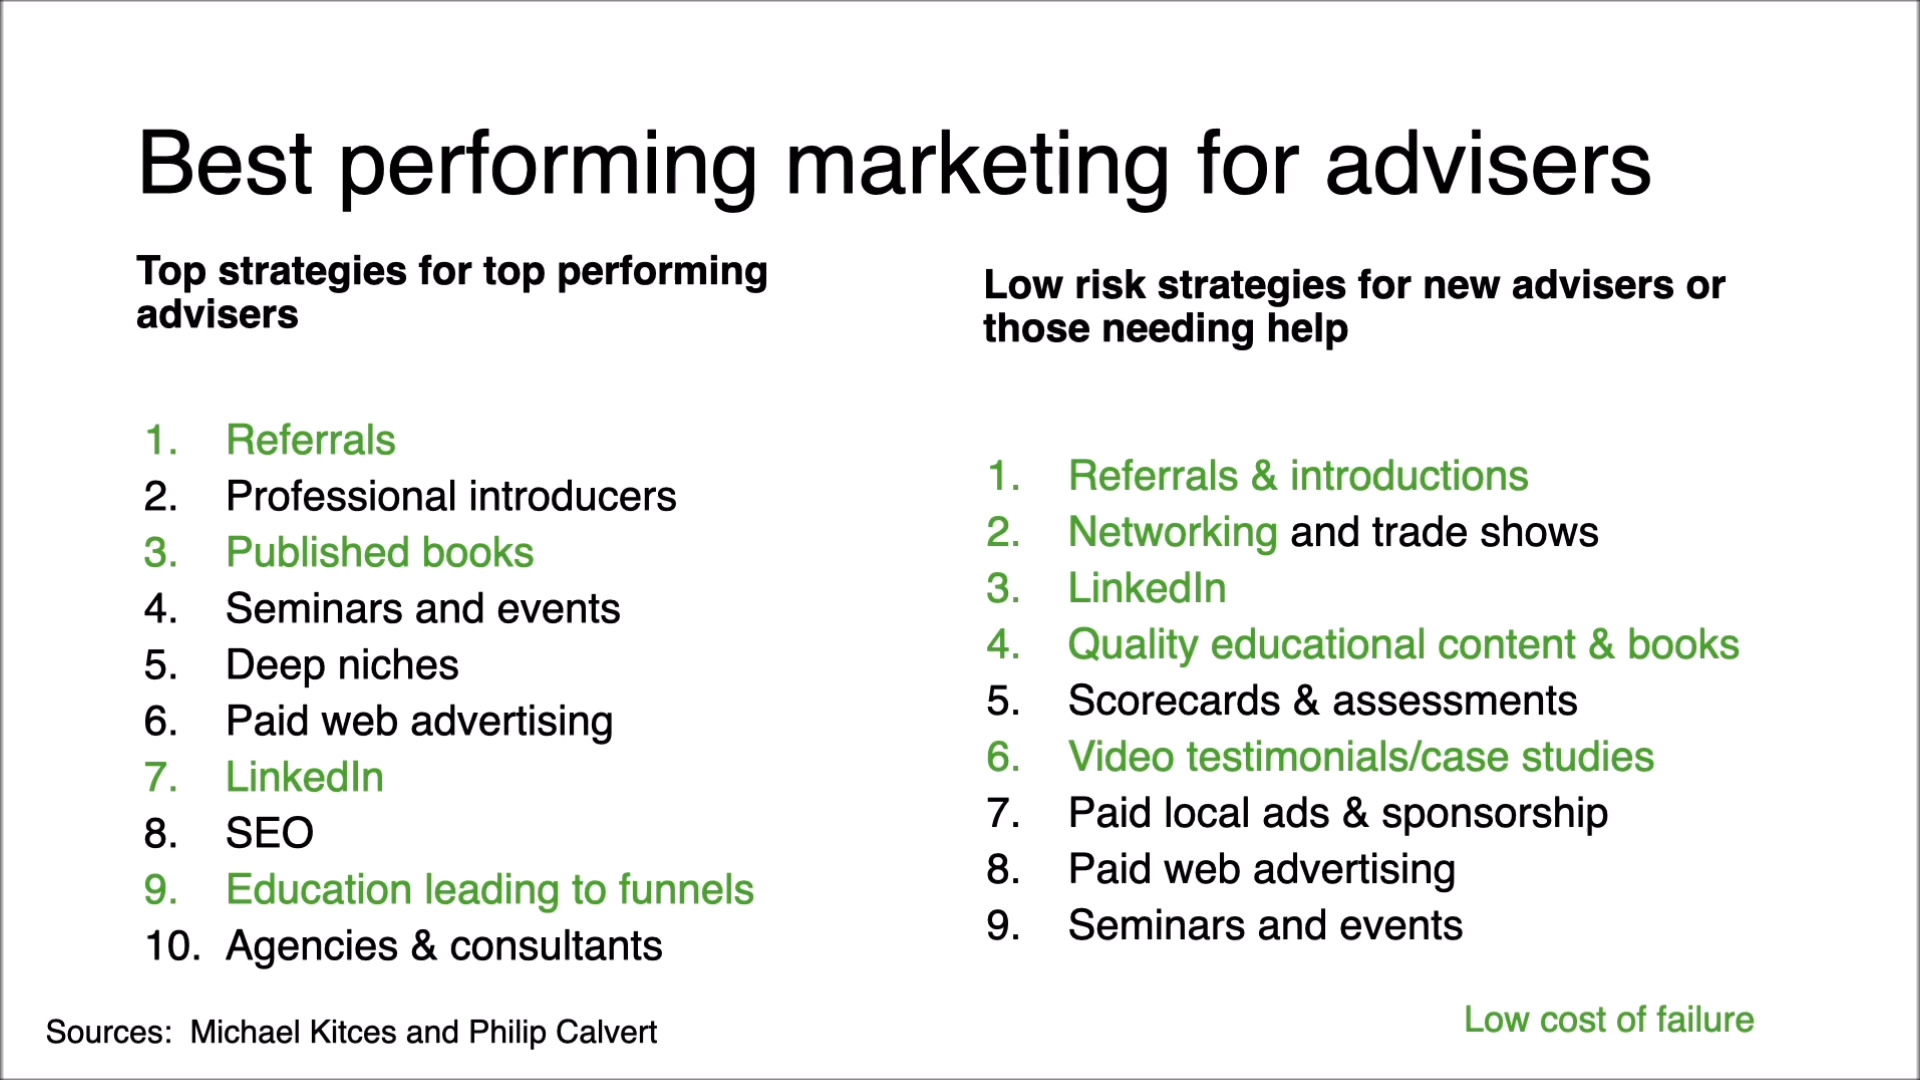 Best performing marketing for advisers
Top strategies for top performing
advisers
1. Referrals
2. Professional introducers
3. Published books
4. Seminars and events
5. Deep niches
6. Paid web advertising
7. LinkedIn
8. SEO
9. Education leading to funnels
10. Agencies & consultants
Low risk strategies for new advisers or
those needing help
1. Referrals & introductions
2. Networking and trade shows
3. LinkedIn
4. Quality educational content & books
5. Scorecards & assessments
6. Video testimonials/case studies
7. Paid local ads & sponsorship
8. Paid web advertising
9. Seminars and events
Sources: Michael Kitces and Philip Calvert
Low cost of failure